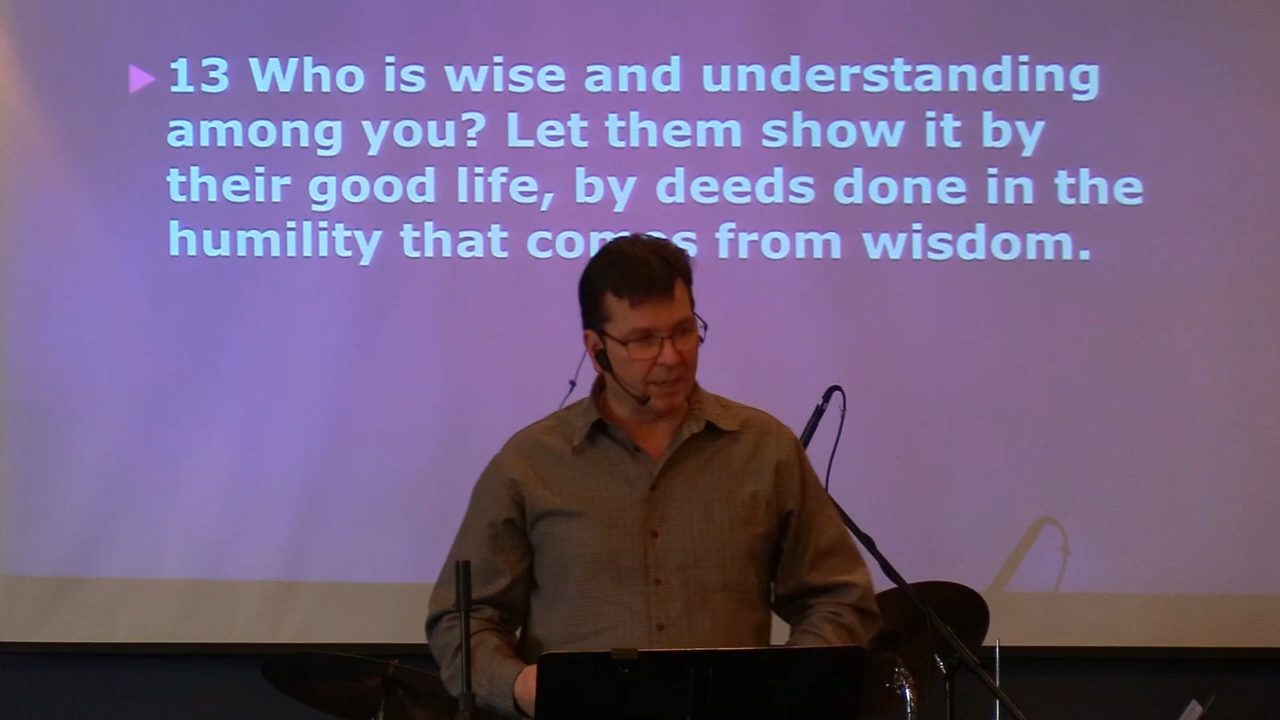 13 Who is wise and understanding
among you? Let them show it by
their good life, by deeds done in the
humility that comes from wisdom.